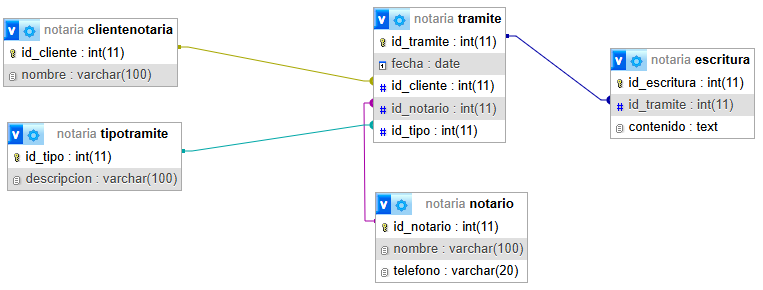 notaria clientenotaria
id_cliente : int(11)
nombre : varchar(100)
notaria tipotramite
id_tipo : int(11)
descripcion : varchar(100)
notaria tramite
id_tramite : int(11)
fecha : date
id_cliente : int(11)
id_notario : int(11)
id_tipo : int(11)
notaria notario
id_notario : int(11)
nombre : varchar(100)
telefono : varchar(20)
notaria escritura
id_escritura : int(11)
id_tramite : int(11)
contenido : text